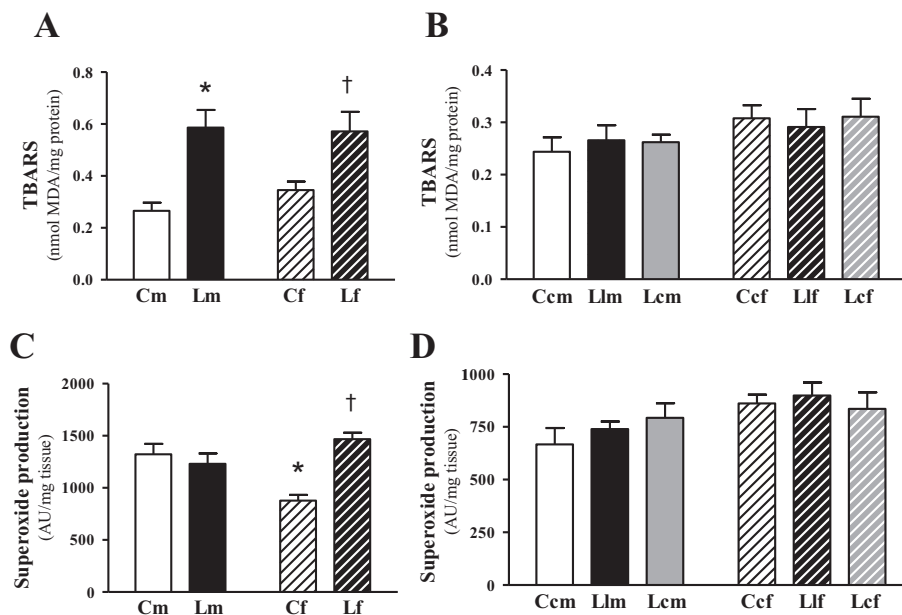 A
TBARS
(nmol MDA/mg protein)
0.8
0.6
0.4
0.2
0.0
*
†
Cm Lm Cf Lf
B
TBARS
(nmol MDA/mg protein)
0.4
0.3
0.2
0.1
0.0
Ccm Llm Lcm Ccf Llf Lcf
C
Superoxide production
(AU/mg tissue)
2000
1500
1000
500
0
*
†
Cm Lm Cf Lf
D
Superoxide production
(AU/mg tissue)
1000
750
500
250
0
Ccm Llm Lcm Ccf Llf Lcf